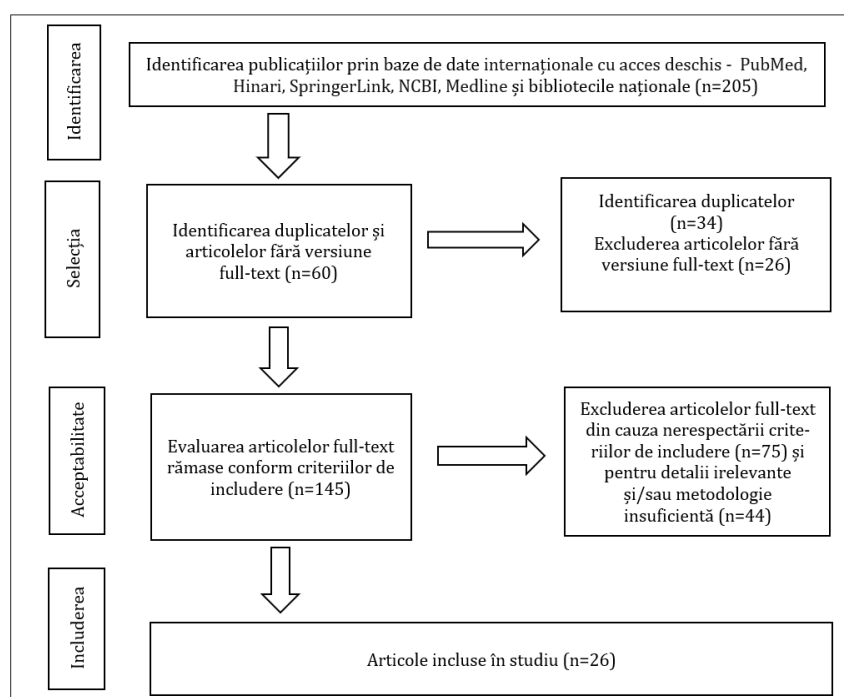 Identificarea
Identificarea publicațiilor prin baze de date internaționale cu acces deschis - PubMed,
Hinari, SpringerLink, NCBI, Medline și bibliotecile naționale (n=205)
Selecția
Identificarea duplicatelor și
articolelor fără versiune
full-text (n=60)
Identificarea duplicatelor
(n=34)
Excluderea articolelor fără
versiune full-text (n=26)
Acceptabilitate
Evaluarea articolelor full-text
rămase conform criteriilor de
includere (n=145)
Excluderea articolelor full-text
din cauza nerespectării crite-
riilor de includere (n=75) și
pentru detalii irelevante
și/sau metodologie
insuficientă (n=44)
Includerea
Articole incluse în studiu (n=26)